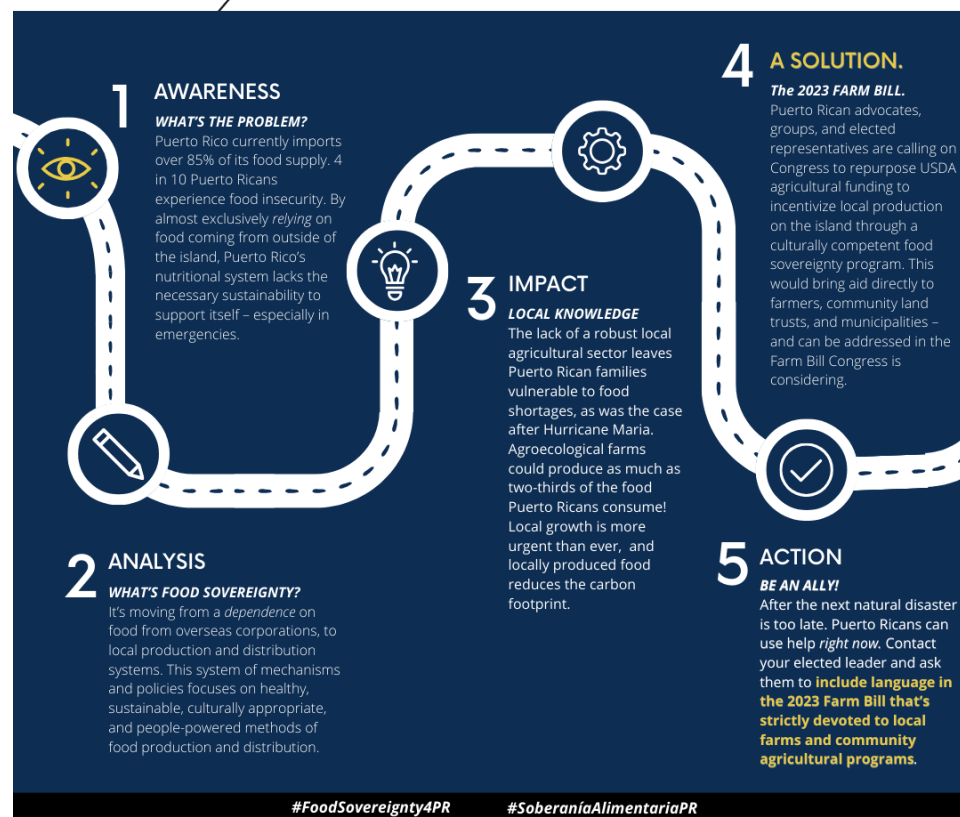 1
AWARENESS
WHAT'S THE PROBLEM?
Puerto Rico currently imports
over 85% of its food supply. 4
in 10 Puerto Ricans
experience food insecurity. By
almost exclusively relying on
food coming from outside of
the island, Puerto Rico's
nutritional system lacks the
necessary sustainability to
support itself – especially in
emergencies.
2
ANALYSIS
WHAT'S FOOD SOVEREIGNTY?
It's moving from a dependence on
food from overseas corporations, to
local production and distribution
systems. This system of mechanisms
and policies focuses on healthy,
sustainable, culturally appropriate,
and people-powered methods of
food production and distribution.
3
IMPACT
LOCAL KNOWLEDGE
The lack of a robust local
agricultural sector leaves
Puerto Rican families
vulnerable to food
shortages, as was the case
after Hurricane Maria.
Agroecological farms
could produce as much as
two-thirds of the food
Puerto Ricans consume!
Local growth is more
urgent than ever, and
locally produced food
reduces the carbon
footprint.
4
A SOLUTION.
The 2023 FARM BILL.
Puerto Rican advocates,
groups, and elected
representatives are calling on
Congress to repurpose USDA
agricultural funding to
incentivize local production
on the island through a
culturally competent food
sovereignty program. This
would bring aid directly to
farmers, community land
trusts, and municipalities –
and can be addressed in the
Farm Bill Congress is
considering.
5
ACTION
BE AN ALLY!
After the next natural disaster
is too late. Puerto Ricans can
use help right now. Contact
your elected leader and ask
them to include language in
the 2023 Farm Bill that's
strictly devoted to local
farms and community
agricultural programs.
#FoodSovereignty4PR #SoberaníaAlimentariaPR